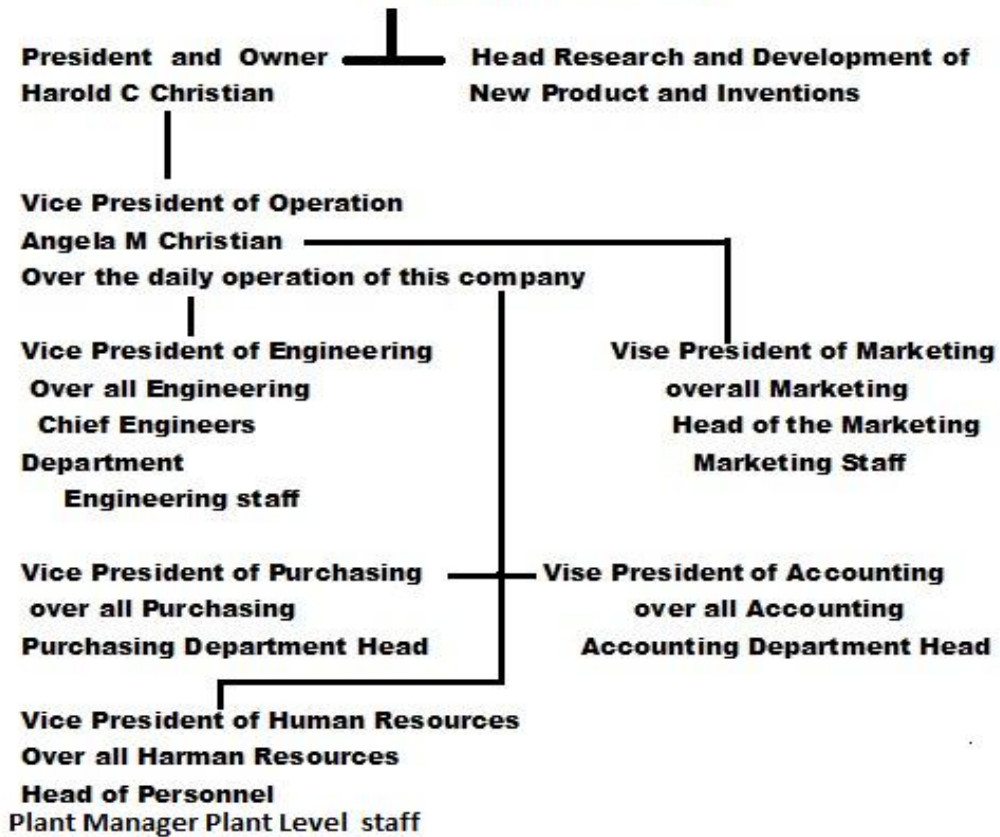 President and Owner
Harold C Christian
Head Research and Development of
New Product and Inventions
Vice President of Operation
Angela M Christian
Over the daily operation of this company
Vice President of Engineering
Over all Engineering
Chief Engineers
Department
Engineering staff
Vise President of Marketing
overall Marketing
Head of the Marketing
Marketing Staff
Vice President of Purchasing
over all Purchasing
Purchasing Department Head
Vise President of Accounting
over all Accounting
Accounting Department Head
Vice President of Human Resources
Over all Harman Resources
Head of Personnel
Plant Manager Plant Level staff